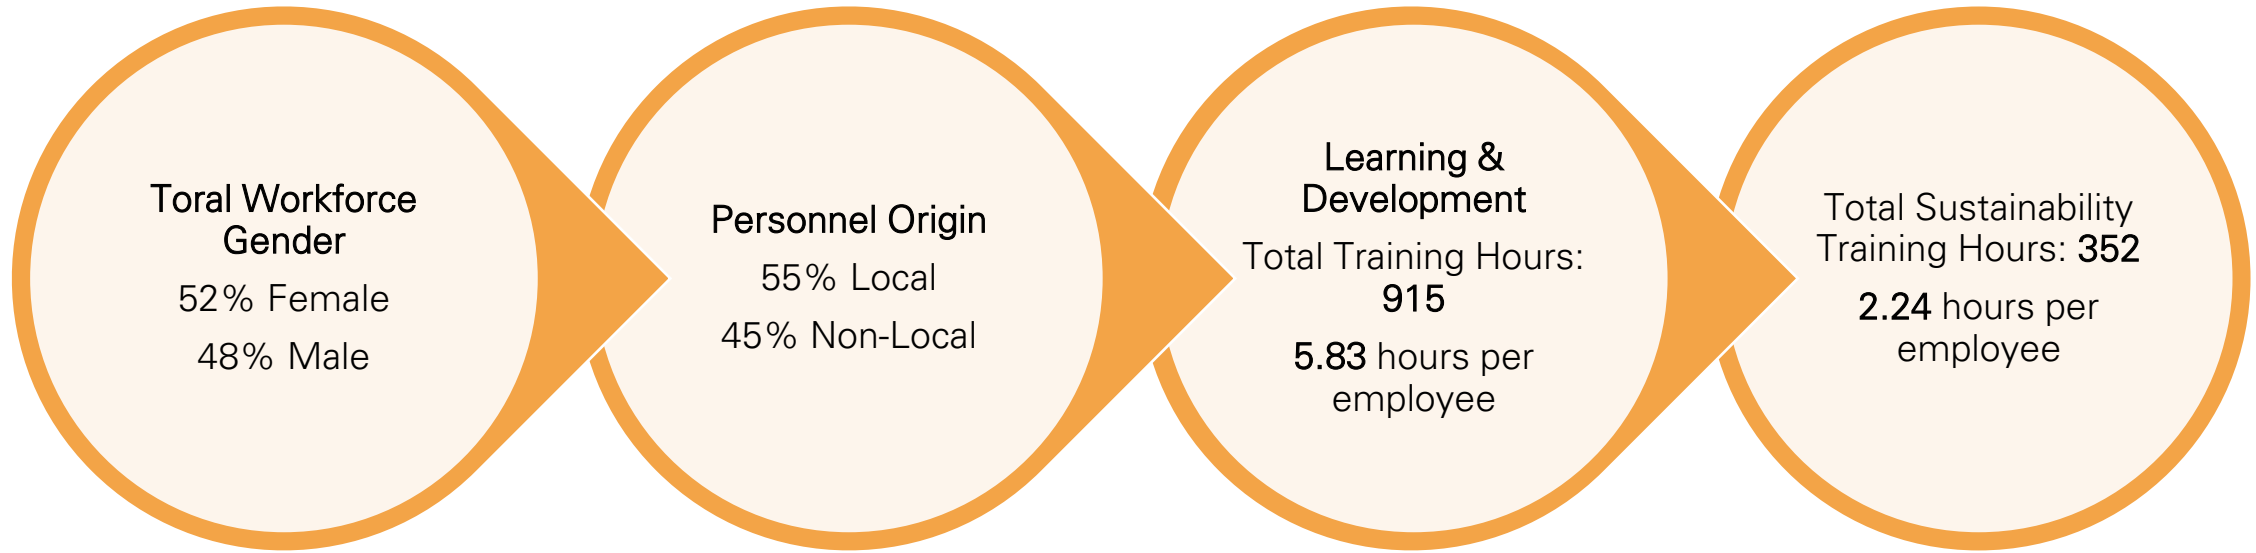 Toral Workforce
Gender
52% Female
48% Male
Personnel Origin
55% Local
45% Non-Local
Learning &
Development
Total Training Hours:
915
5.83 hours per
employee
Total Sustainability
Training Hours: 352
2.24 hours per
employee